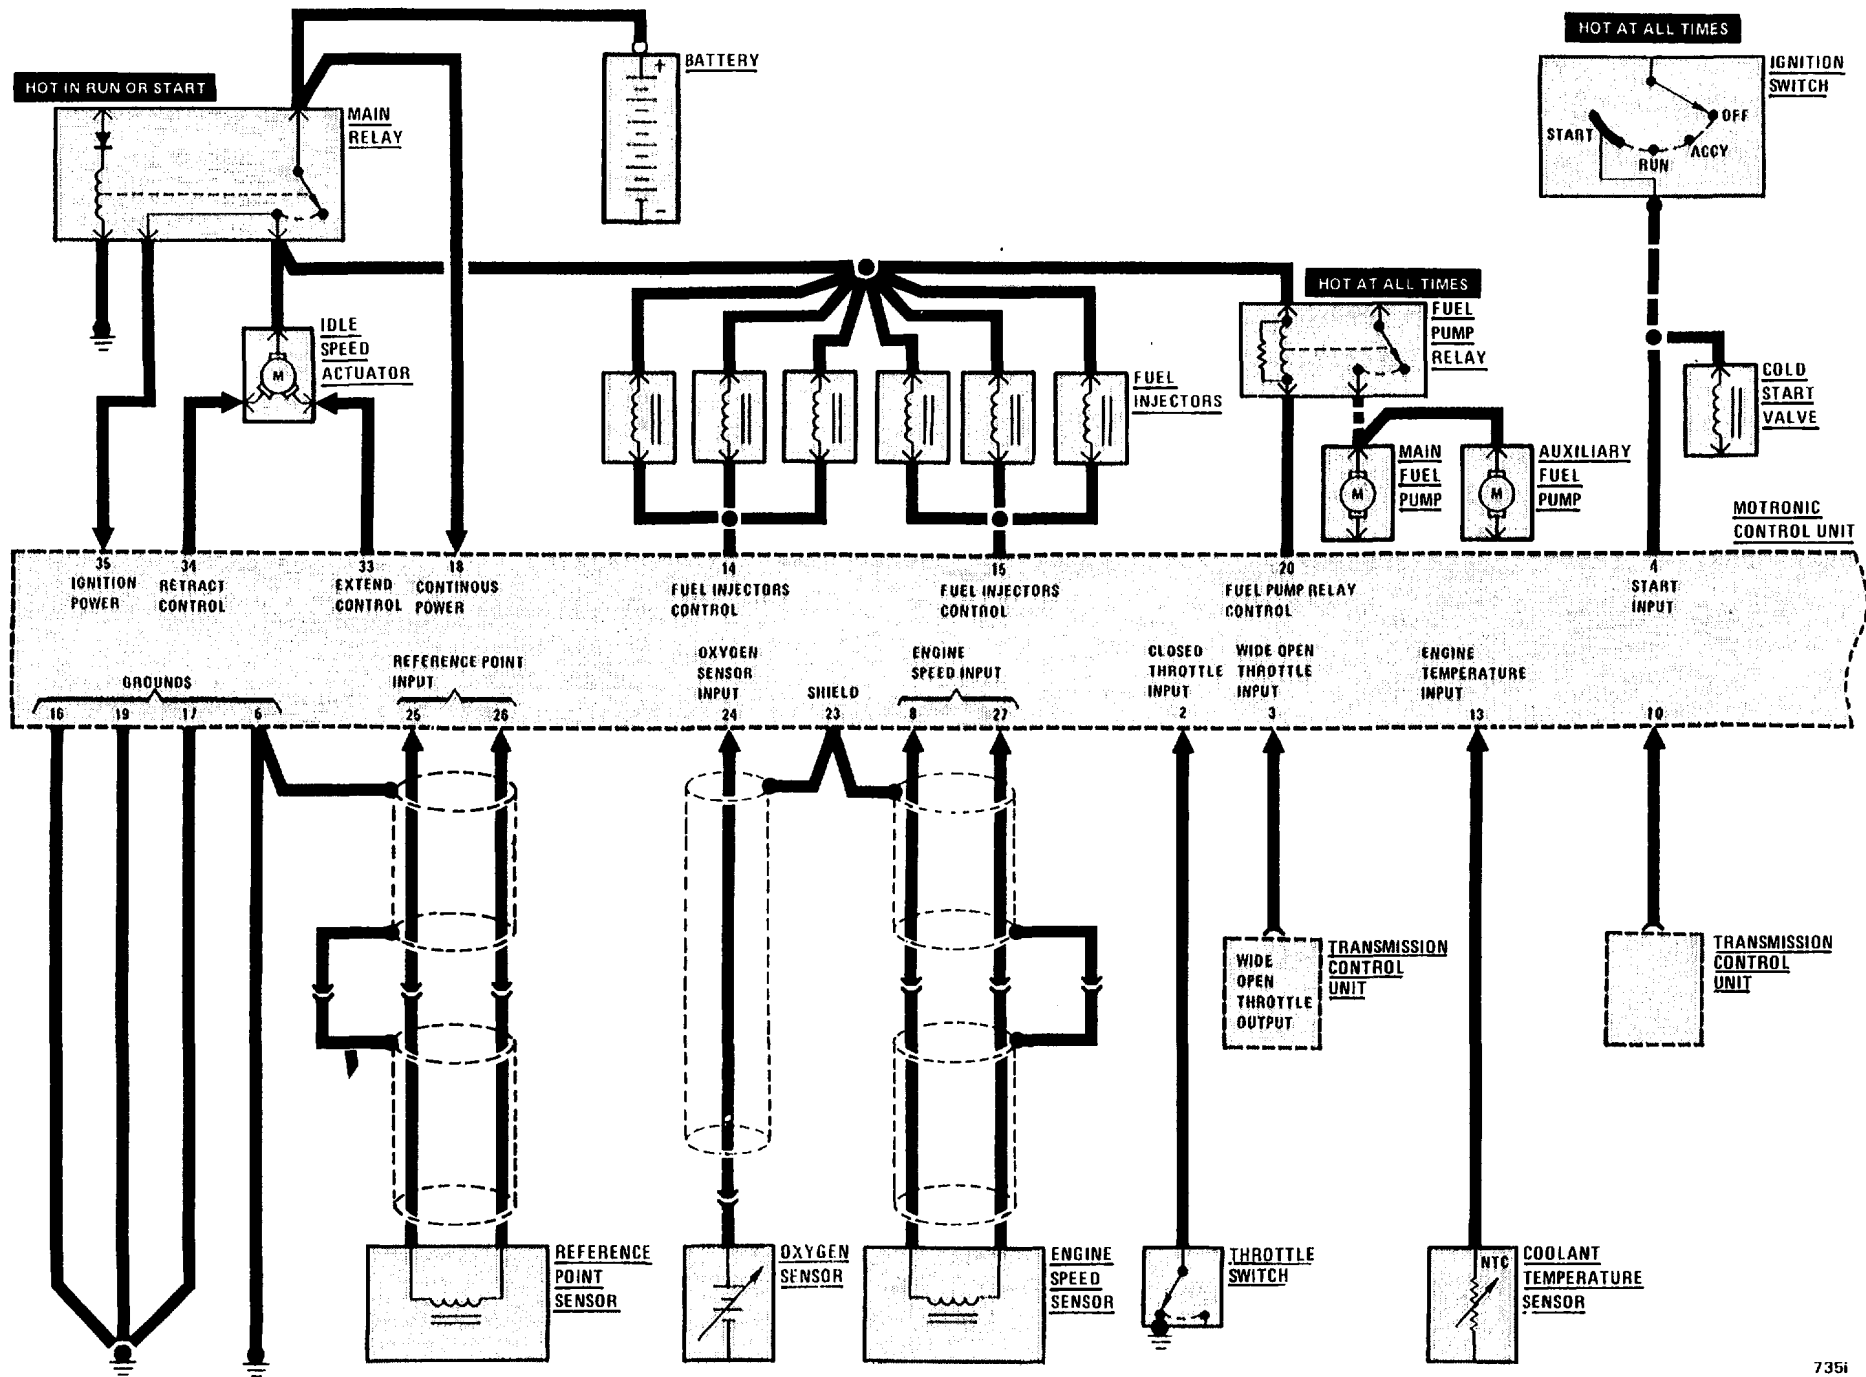 HOT AT ALL TIMES
BATTERY
IGNITION
SWITCH
HOT IN RUN OR START
MAIN
RELAY
OFF
START
RUN
ACCY
+
−
HOT AT ALL TIMES
IDLE
SPEED
ACTUATOR
M
FUEL
INJECTORS
FUEL
PUMP
RELAY
COLD
START
VALVE
MAIN
FUEL
PUMP
M
AUXILIARY
FUEL
PUMP
M
MOTRONIC
CONTROL UNIT
35
IGNITION
POWER
34
RETRACT
CONTROL
33
EXTEND
CONTROL
18
CONTINOUS
POWER
14
FUEL INJECTORS
CONTROL
15
FUEL INJECTORS
CONTROL
20
FUEL PUMP RELAY
CONTROL
4
START
INPUT
GROUNDS
16
19
17
6
REFERENCE POINT
INPUT
25
26
OXYGEN
SENSOR
INPUT
24
SHIELD
23
ENGINE
SPEED INPUT
8
27
CLOSED
THROTTLE
INPUT
2
WIDE OPEN
THROTTLE
INPUT
3
ENGINE
TEMPERATURE
INPUT
13
10
WIDE
OPEN
THROTTLE
OUTPUT
TRANSMISSION
CONTROL
UNIT
TRANSMISSION
CONTROL
UNIT
REFERENCE
POINT
SENSOR
OXYGEN
SENSOR
ENGINE
SPEED
SENSOR
THROTTLE
SWITCH
NTC
COOLANT
TEMPERATURE
SENSOR
735i